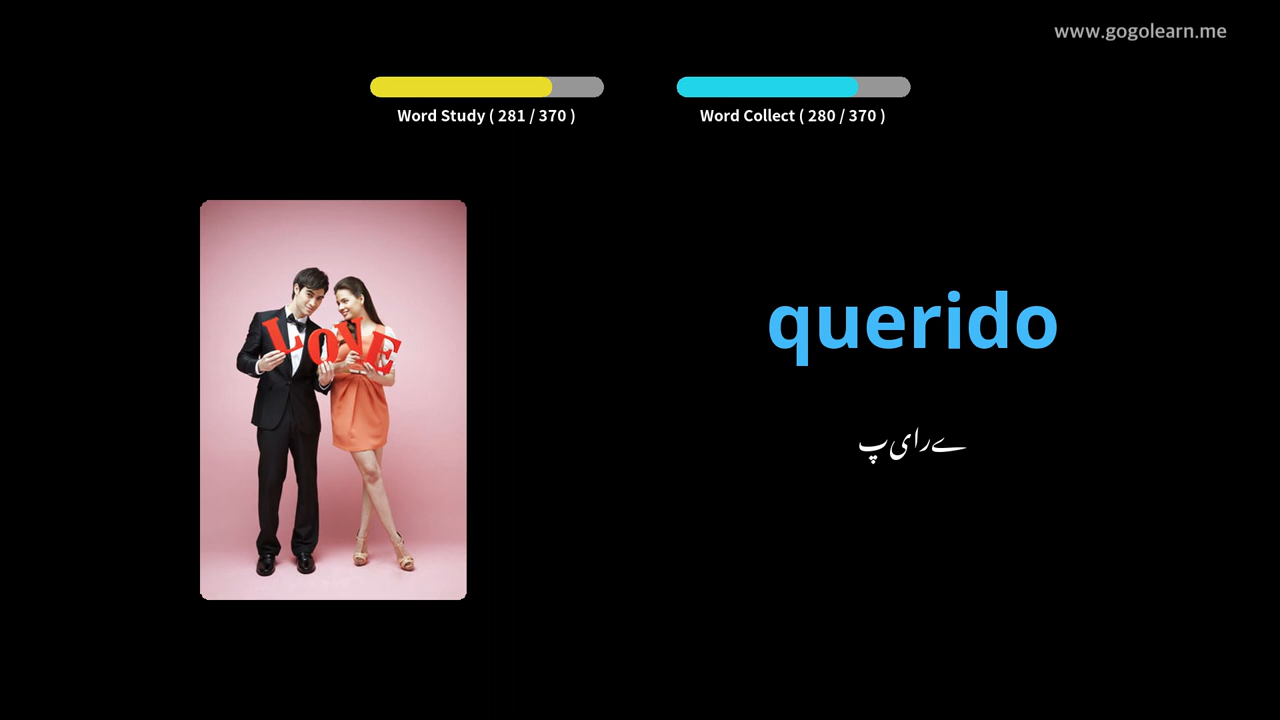 www.gogolearn.me
Word Study ( 281 / 370 )
Word Collect ( 280 / 370 )
LOVE
querido
پیارے